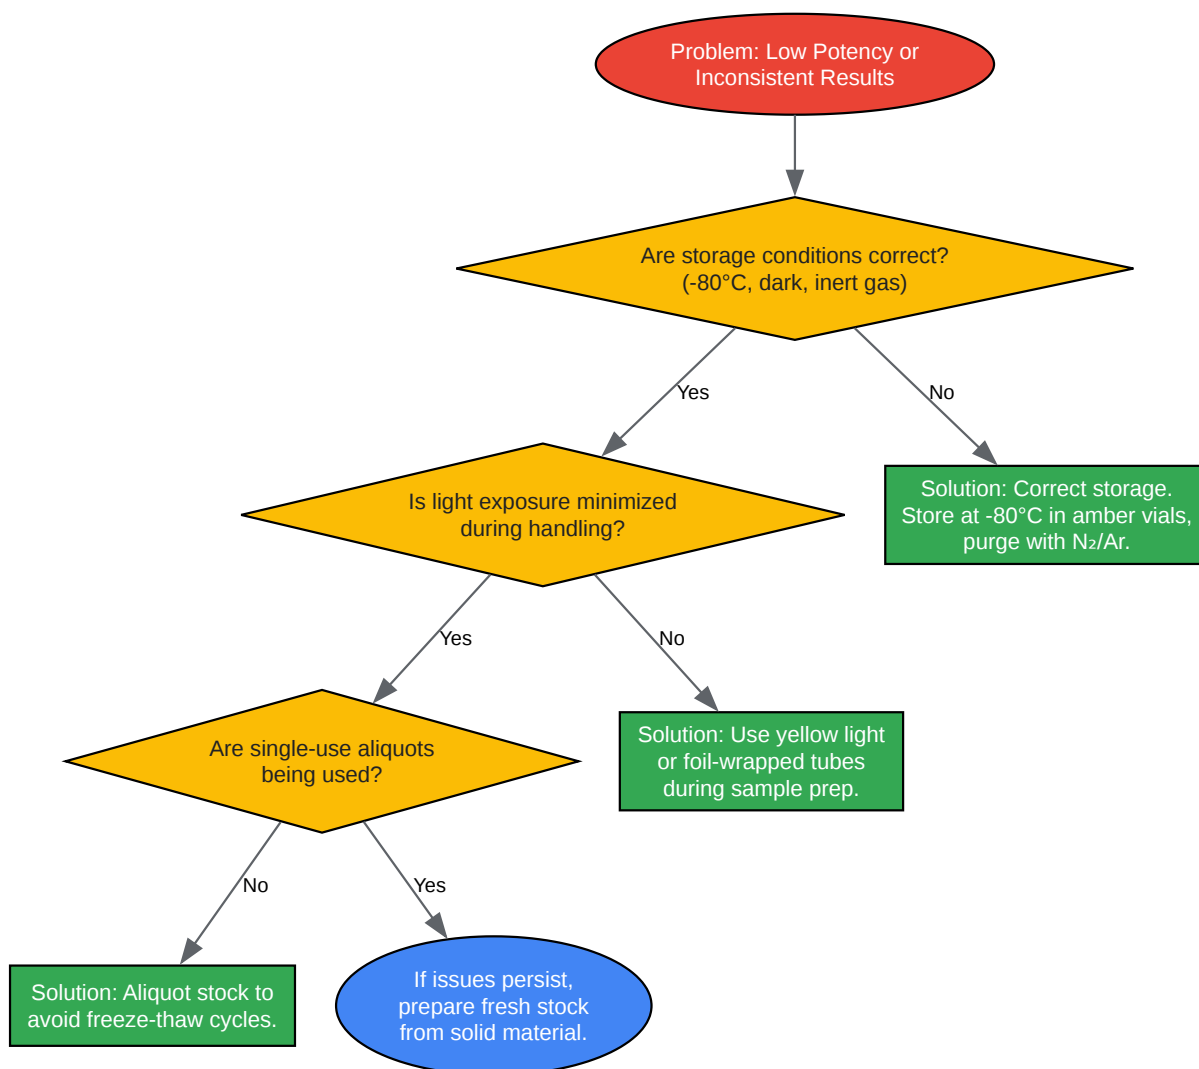 Problem: Low Potency or
Inconsistent Results
Are storage conditions correct?
(-80°C, dark, inert gas)
Yes
No
Is light exposure minimized
during handling?
Solution: Correct storage.
Store at -80°C in amber vials,
purge with N₂/Ar.
Yes
No
Are single-use aliquots
being used?
Solution: Use yellow light
or foil-wrapped tubes
during sample prep.
No
Yes
Solution: Aliquot stock to
avoid freeze-thaw cycles.
If issues persist,
prepare fresh stock
from solid material.